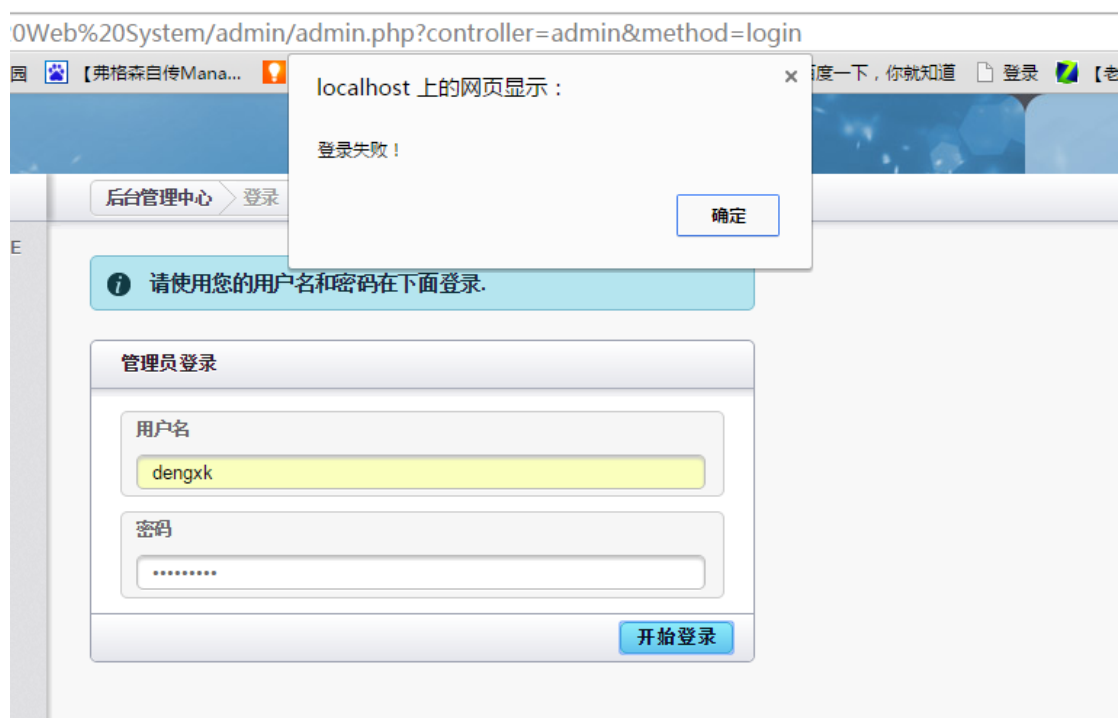 0Web%20System/admin/admin.php?controller=admin&method=login
园 【弗格森自传Mana... 百度一下，你就知道 登录 【老
localhost 上的网页显示：
登录失败！
确定
后台管理中心 登录
E
请使用您的用户名和密码在下面登录.
管理员登录
用户名
dengxk
密码
•••••••••
开始登录